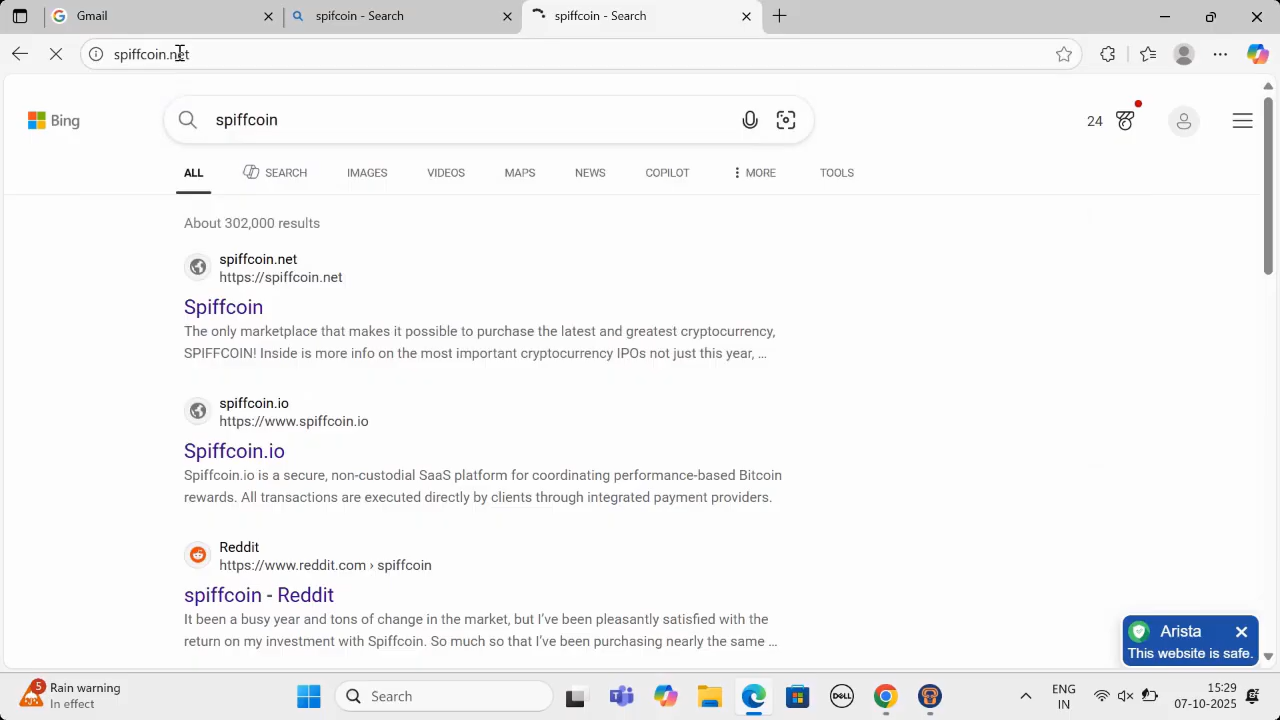 Gmail
spifcoin - Search
spiffcoin - Search
spiffcoin.net
Bing
spiffcoin
24
ALL
SEARCH
IMAGES
VIDEOS
MAPS
NEWS
COPILOT
MORE
TOOLS
About 302,000 results
spiffcoin.net
https://spiffcoin.net
Spiffcoin
The only marketplace that makes it possible to purchase the latest and greatest cryptocurrency,
SPIFFCOIN! Inside is more info on the most important cryptocurrency IPOs not just this year, …
spiffcoin.io
https://www.spiffcoin.io
Spiffcoin.io
Spiffcoin.io is a secure, non-custodial SaaS platform for coordinating performance-based Bitcoin
rewards. All transactions are executed directly by clients through integrated payment providers.
Reddit
https://www.reddit.com › spiffcoin
spiffcoin - Reddit
It been a busy year and tons of change in the market, but I've been pleasantly satisfied with the
return on my investment with Spiffcoin. So much so that I've been purchasing nearly the same ...
Arista
This website is safe.
5
Rain warning
In effect
Search
DELL
ENG
IN
15:29
07-10-2025